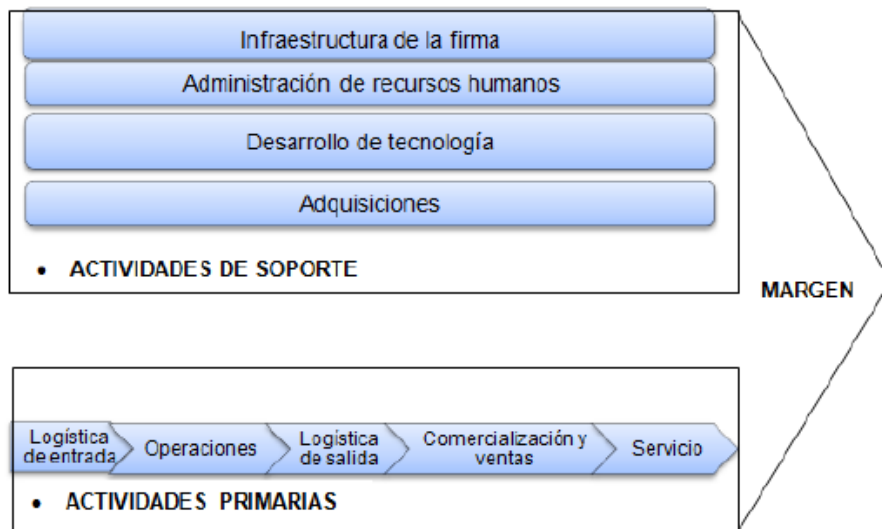 Infraestructura de la firma
Administración de recursos humanos
Desarrollo de tecnología
Adquisiciones
• ACTIVIDADES DE SOPORTE
MARGEN
Logística
de entrada
Operaciones
Logística
de salida
Comercialización y
ventas
Servicio
• ACTIVIDADES PRIMARIAS